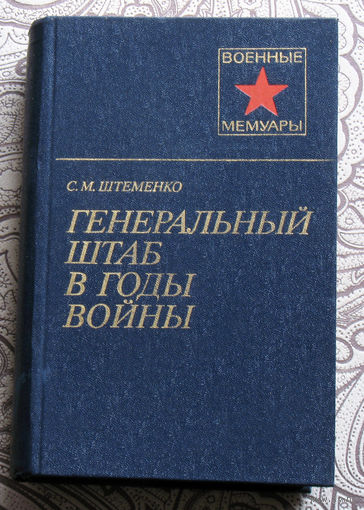 ВОЕННЫЕ
МЕМУАРЫ
С. М. ШТЕМЕНКО
ГЕНЕРАЛЬНЫЙ
ШТАБ
В ГОДЫ
ВОЙНЫ